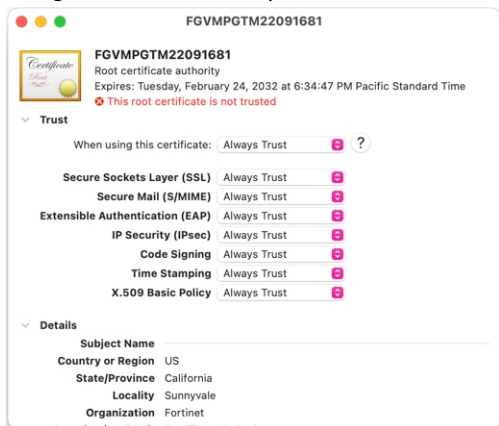 FGVMPGTM22091681
Certificate
Root
FGVMPGTM22091681
Root certificate authority
Expires: Tuesday, February 24, 2032 at 6:34:47 PM Pacific Standard Time
This root certificate is not trusted
Trust
When using this certificate: Always Trust ?
Secure Sockets Layer (SSL) Always Trust
Secure Mail (S/MIME) Always Trust
Extensible Authentication (EAP) Always Trust
IP Security (IPsec) Always Trust
Code Signing Always Trust
Time Stamping Always Trust
X.509 Basic Policy Always Trust
Details
Subject Name
Country or Region US
State/Province California
Locality Sunnyvale
Organization Fortinet